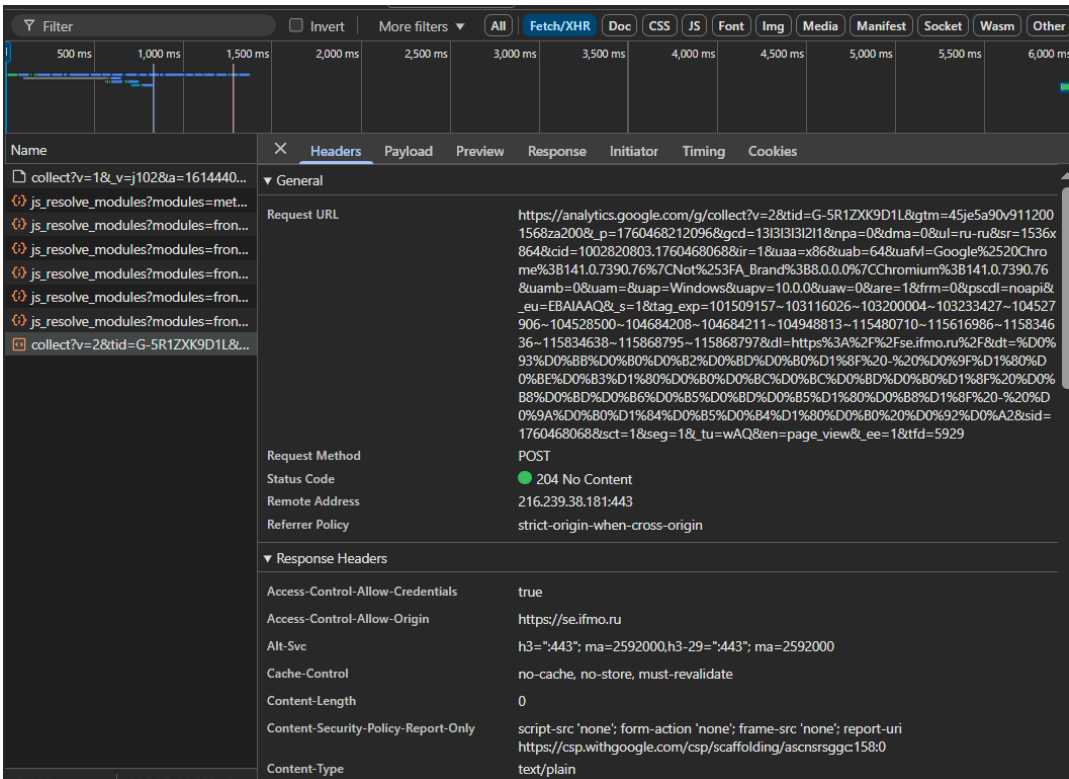 Filter
Invert
More filters ▼
All
Fetch/XHR
Doc
CSS
JS
Font
Img
Media
Manifest
Socket
Wasm
Other
500 ms
1,000 ms
1,500 ms
2,000 ms
2,500 ms
3,000 ms
3,500 ms
4,000 ms
4,500 ms
5,000 ms
5,500 ms
6,000 ms
Name
Headers
Payload
Preview
Response
Initiator
Timing
Cookies
collect?v=1&_v=j102&a=1614440...
js_resolve_modules?modules=met...
js_resolve_modules?modules=fron...
js_resolve_modules?modules=fron...
js_resolve_modules?modules=fron...
js_resolve_modules?modules=fron...
js_resolve_modules?modules=fron...
collect?v=2&tid=G-5R1ZXK9D1L&...
▼ General
Request URL
https://analytics.google.com/g/collect?v=2&tid=G-5R1ZXK9D1L&gtm=45je5a90v911200
1568za200&_p=1760468212096&gcd=13l3l3l3l2l1&npa=0&dma=0&ul=ru-ru&sr=1536x
864&cid=1002820803.1760468068&ir=1&uaa=x86&uab=64&uafvl=Google%2520Chro
me%3B141.0.7390.76%7CNot%253FA_Brand%3B8.0.0.0%7CChromium%3B141.0.7390.76
&uamb=0&uam=&uap=Windows&uapv=10.0.0&uaw=0&are=1&frm=0&pscdl=noapi&
_eu=EBAIAAQ&_s=1&tag_exp=101509157~103116026~103200004~103233427~104527
906~104528500~104684208~104684211~104948813~115480710~115616986~1158346
36~115834638~115868795~115868797&dl=https%3A%2F%2Fse.ifmo.ru%2F&dt=%D0%
93%D0%BB%D0%B0%D0%B2%D0%BD%D0%B0%D1%8F%20-%20%D0%9F%D1%80%D
0%BE%D0%B3%D1%80%D0%B0%D0%BC%D0%BC%D0%BD%D0%B0%D1%8F%20%D0%
B8%D0%BD%D0%B6%D0%B5%D0%BD%D0%B5%D1%80%D0%B8%D1%8F%20-%20%D
0%9A%D0%B0%D1%84%D0%B5%D0%B4%D1%80%D0%B0%20%D0%92%D0%A2&sid=
1760468068&sct=1&seg=1&_tu=wAQ&en=page_view&_ee=1&tfd=5929
Request Method
POST
Status Code
204 No Content
Remote Address
216.239.38.181:443
Referrer Policy
strict-origin-when-cross-origin
▼ Response Headers
Access-Control-Allow-Credentials
true
Access-Control-Allow-Origin
https://se.ifmo.ru
Alt-Svc
h3=":443"; ma=2592000,h3-29=":443"; ma=2592000
Cache-Control
no-cache, no-store, must-revalidate
Content-Length
0
Content-Security-Policy-Report-Only
script-src 'none'; form-action 'none'; frame-src 'none'; report-uri
https://csp.withgoogle.com/csp/scaffolding/ascnsrsggc:158:0
Content-Type
text/plain